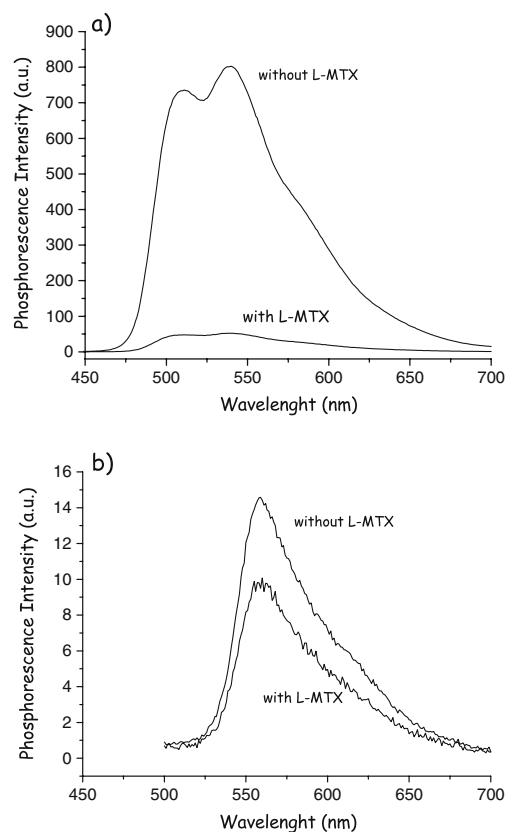 a)
Phosphorescence Intensity (a.u.)
900
800
700
600
500
400
300
200
100
0
without L-MTX
with L-MTX
450 500 550 600 650 700
Wavelenght (nm)
b)
Phosphorescence Intensity (a.u.)
16
14
12
10
8
6
4
2
0
without L-MTX
with L-MTX
450 500 550 600 650 700
Wavelenght (nm)